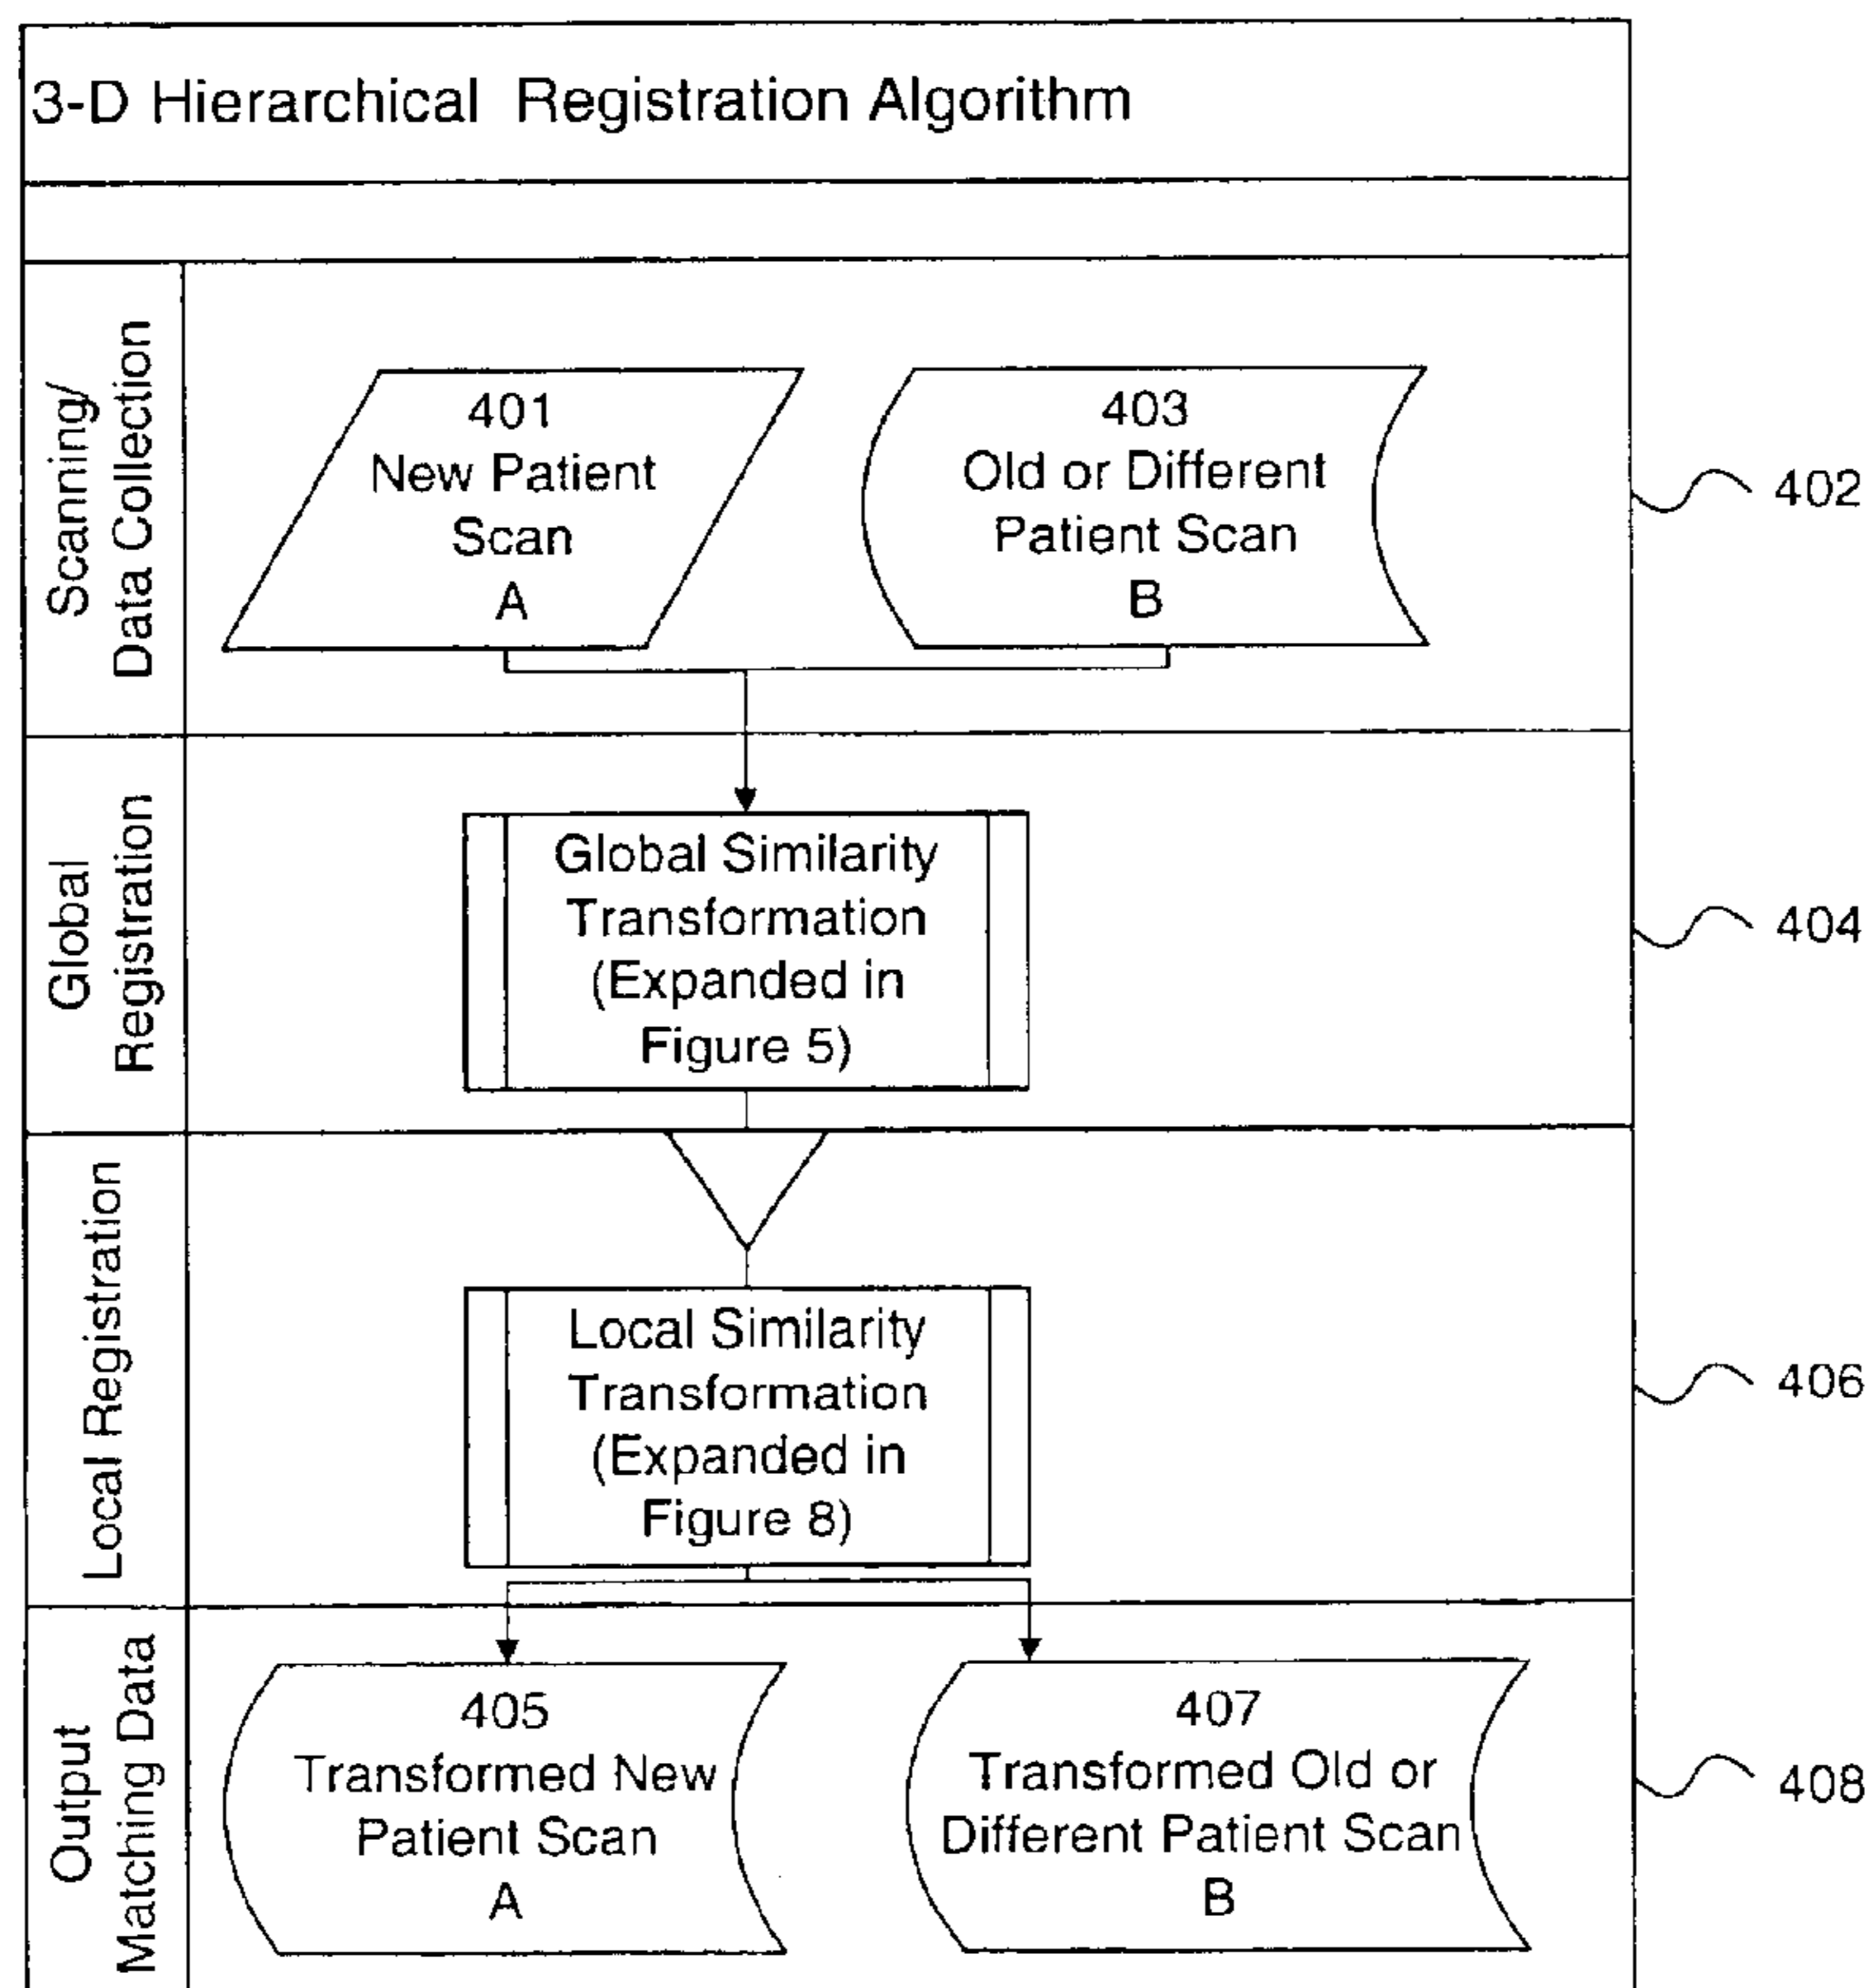 3-D Hierarchical Registration Algorithm
Scanning/
Data Collection
401
New Patient
Scan
A
403
Old or Different
Patient Scan
B
402
Global
Registration
Global Similarity
Transformation
(Expanded in
Figure 5)
404
Local Registration
Local Similarity
Transformation
(Expanded in
Figure 8)
406
Output
Matching Data
405
Transformed New
Patient Scan
A
407
Transformed Old or
Different Patient Scan
B
408